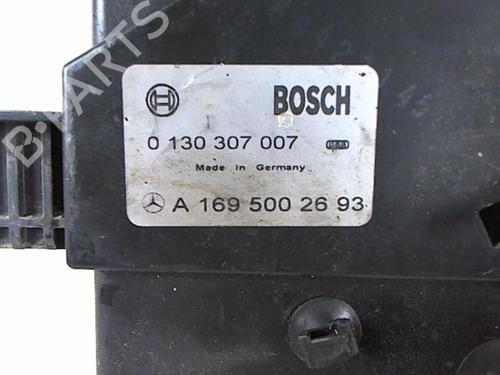 BOSCH
0 130 307 007
Made In Germany
A 169 500 26 93
B-PARTS